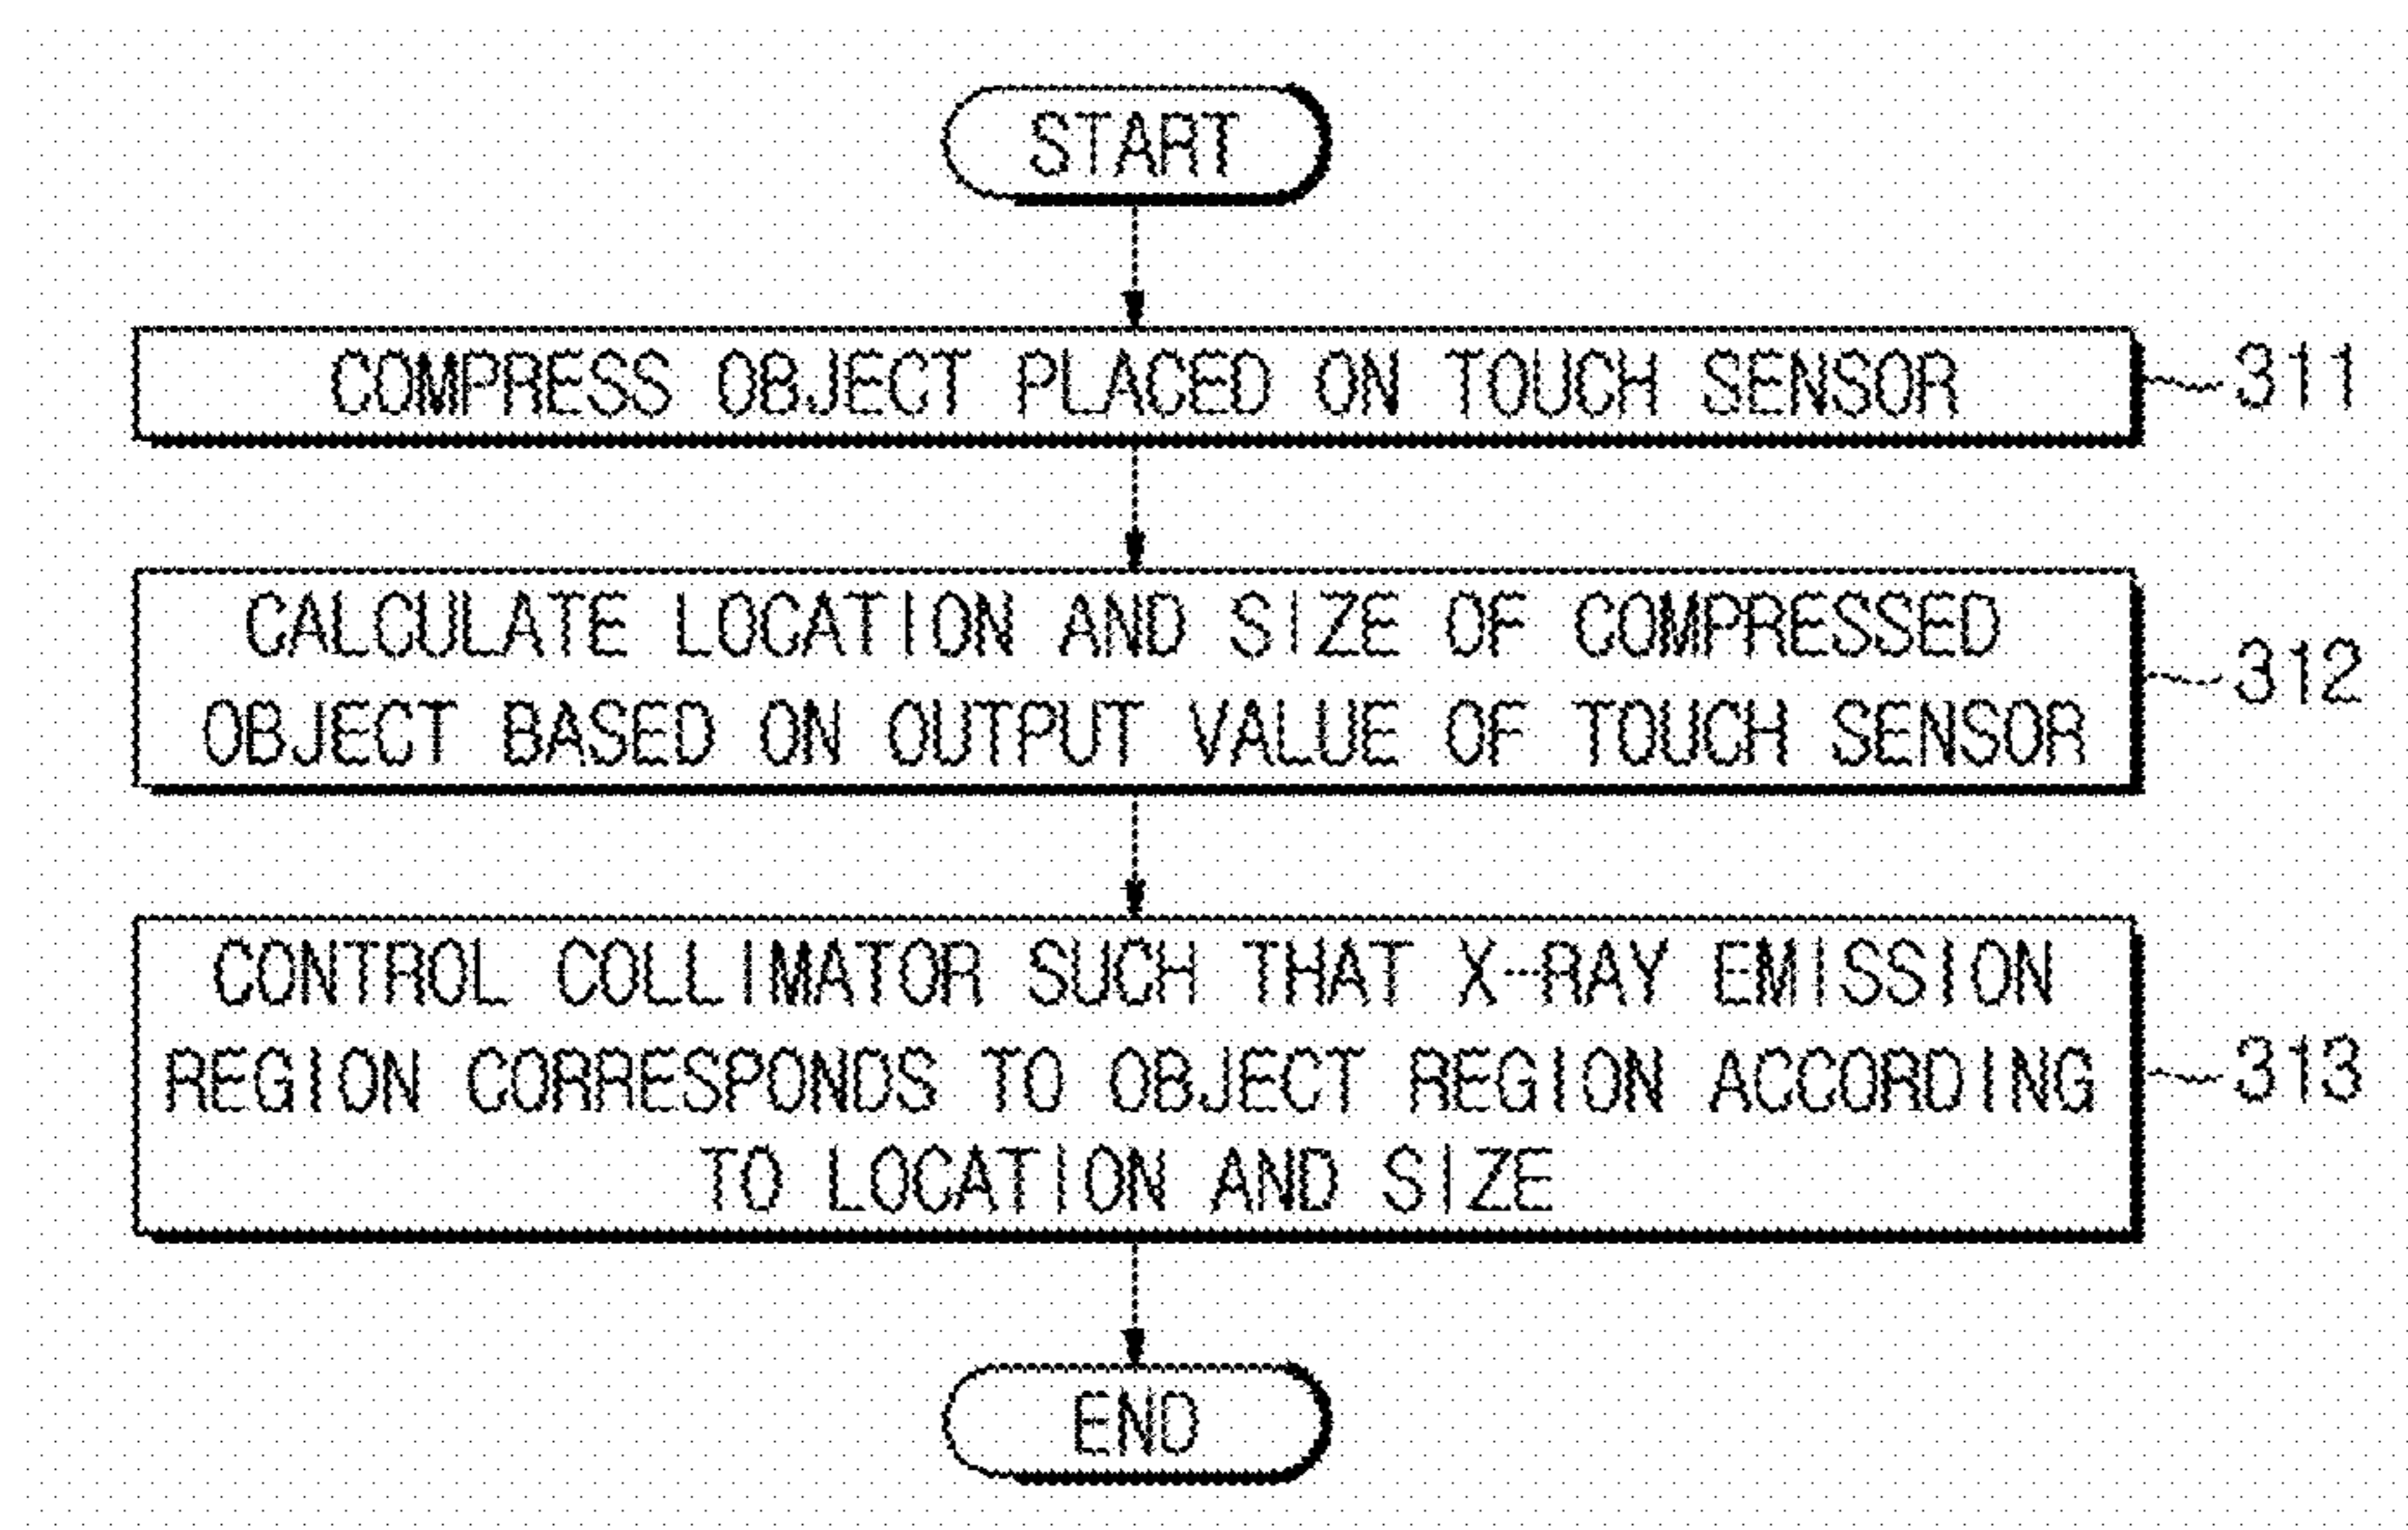 START
COMPRESS OBJECT PLACED ON TOUCH SENSOR
311
CALCULATE LOCATION AND SIZE OF COMPRESSED
OBJECT BASED ON OUTPUT VALUE OF TOUCH SENSOR
312
CONTROL COLLIMATOR SUCH THAT X-RAY EMISSION
REGION CORRESPONDS TO OBJECT REGION ACCORDING
TO LOCATION AND SIZE
313
END